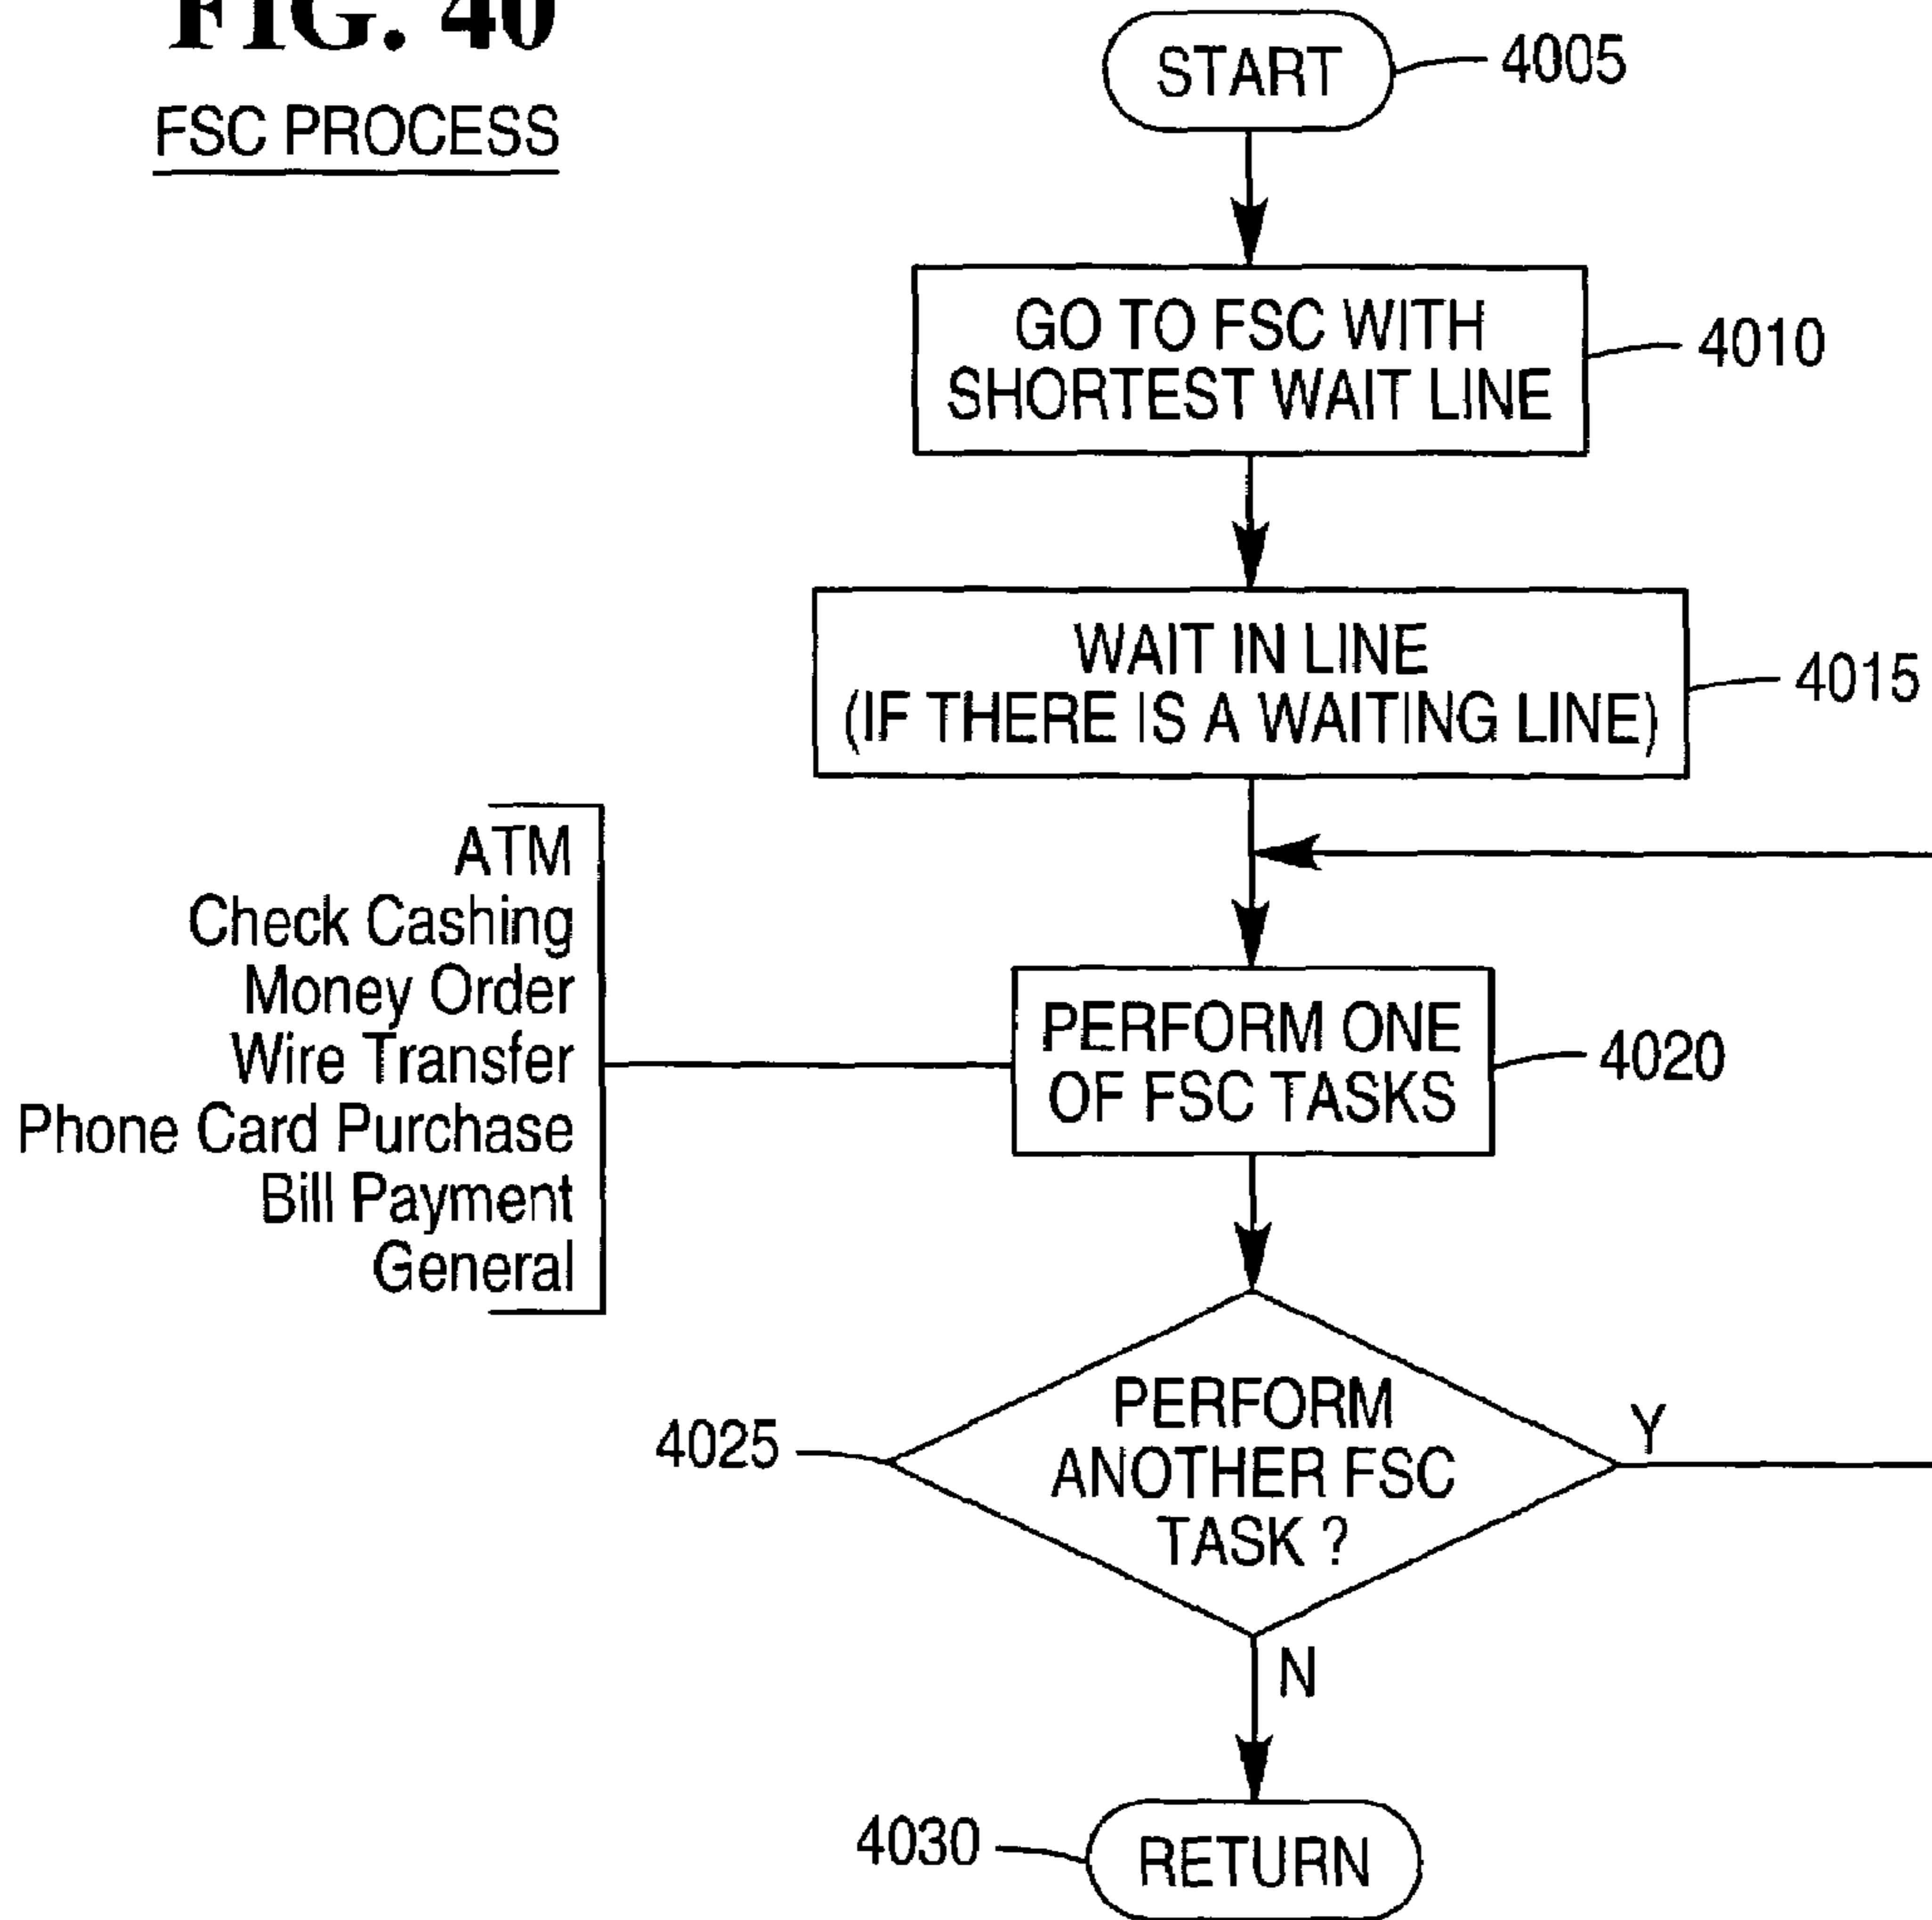 FIG. 40
FSC PROCESS
START
4005
GO TO FSC WITH
SHORTEST WAIT LINE
4010
WAIT IN LINE
(IF THERE IS A WAITING LINE)
4015
ATM
Check Cashing
Money Order
Wire Transfer
Phone Card Purchase
Bill Payment
General
PERFORM ONE
OF FSC TASKS
4020
PERFORM
ANOTHER FSC
TASK ?
4025
Y
N
RETURN
4030